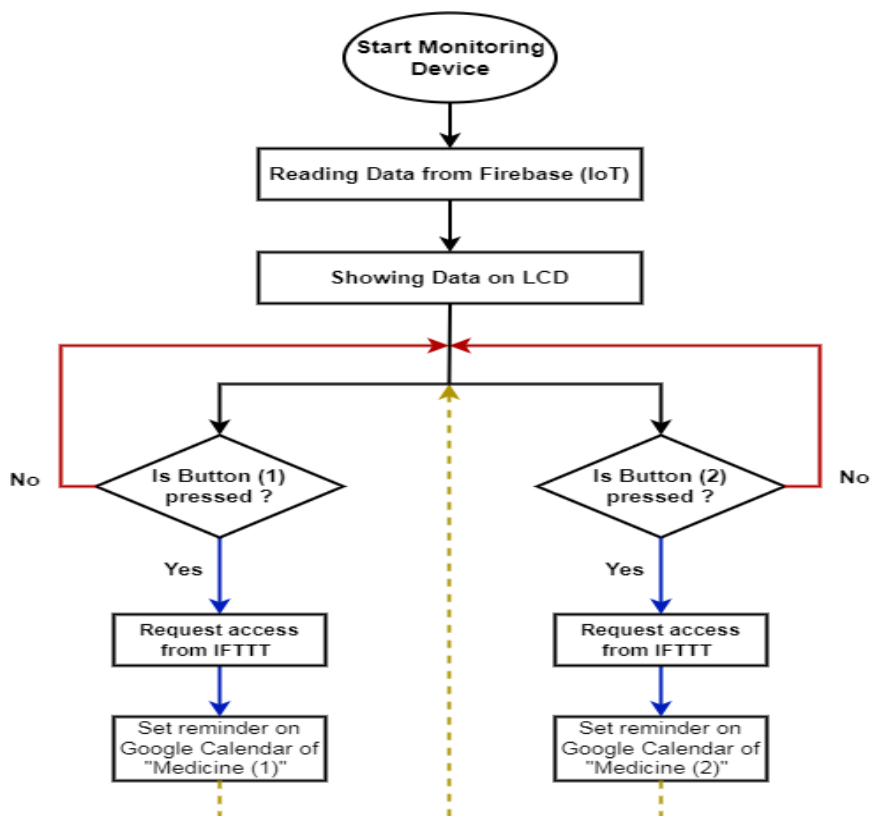 Start Monitoring
Device
Reading Data from Firebase (IoT)
Showing Data on LCD
Is Button (1)
pressed ?
No
Yes
Request access
from IFTTT
Set reminder on
Google Calendar of
"Medicine (1)"
Is Button (2)
pressed ?
No
Yes
Request access
from IFTTT
Set reminder on
Google Calendar of
"Medicine (2)"